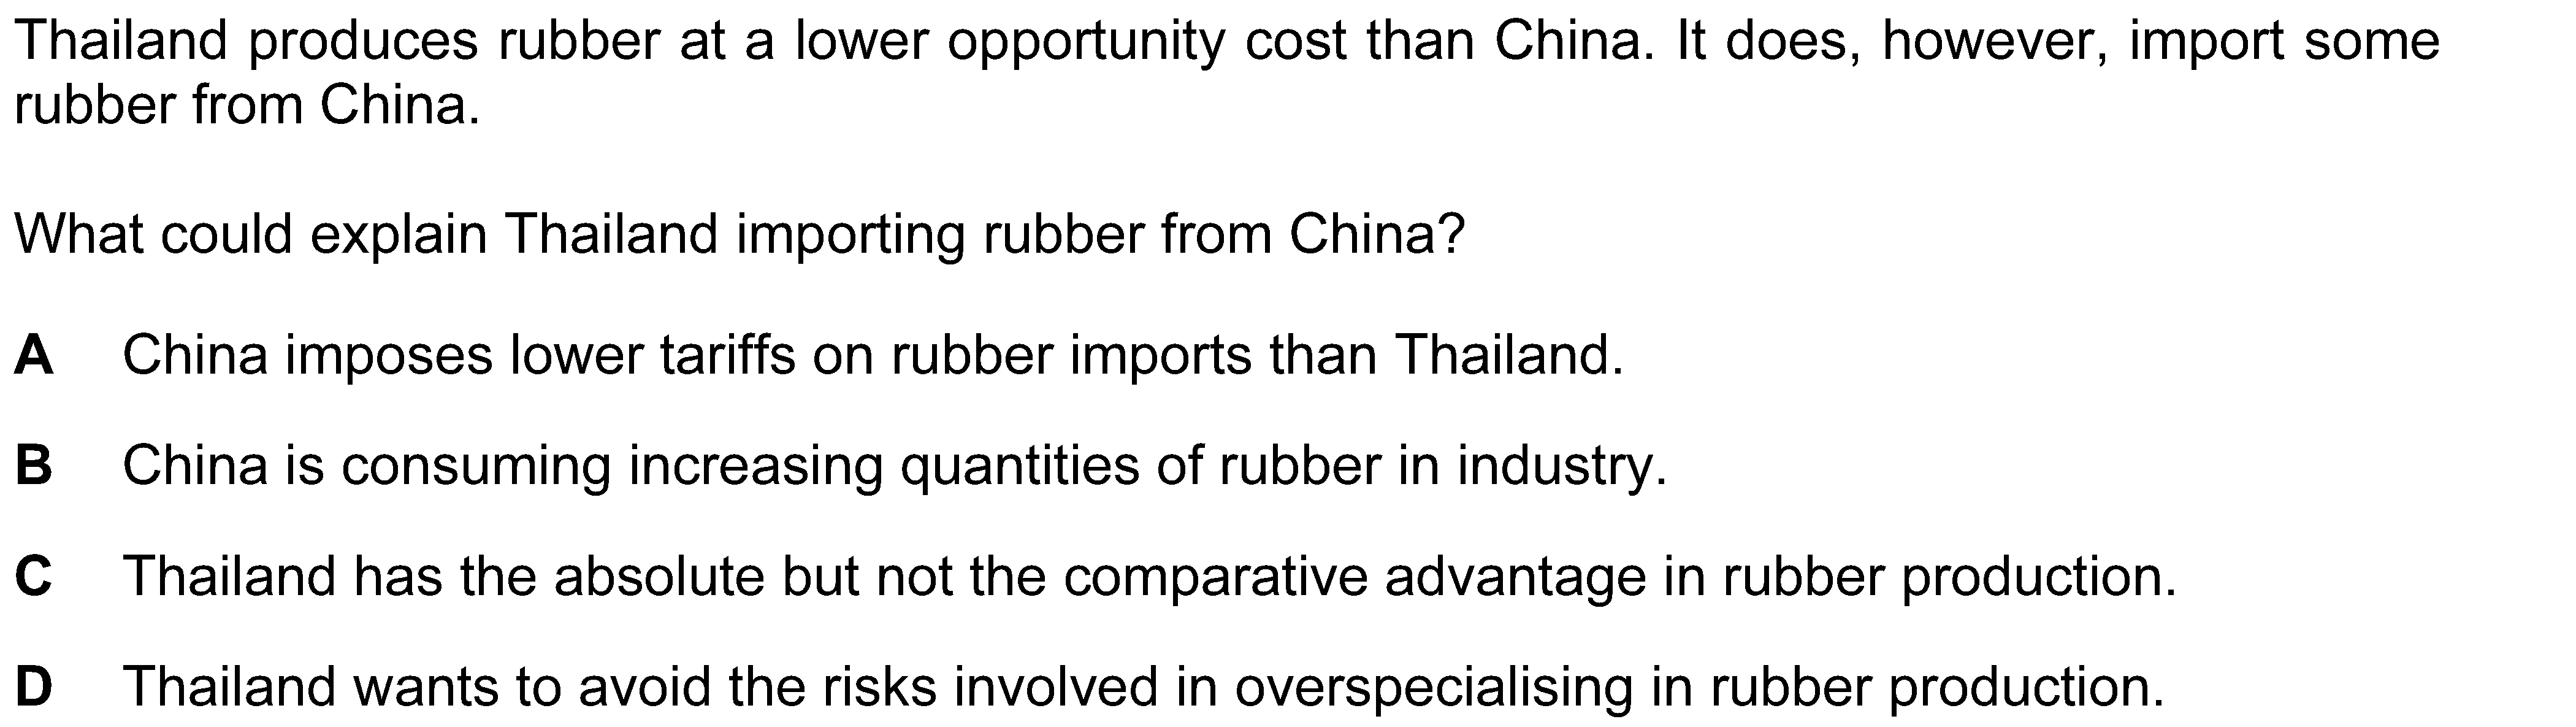 Thailand produces rubber at a lower opportunity cost than China. It does, however, import some
rubber from China.
What could explain Thailand importing rubber from China?
A China imposes lower tariffs on rubber imports than Thailand.
B China is consuming increasing quantities of rubber in industry.
C Thailand has the absolute but not the comparative advantage in rubber production.
D Thailand wants to avoid the risks involved in overspecialising in rubber production.